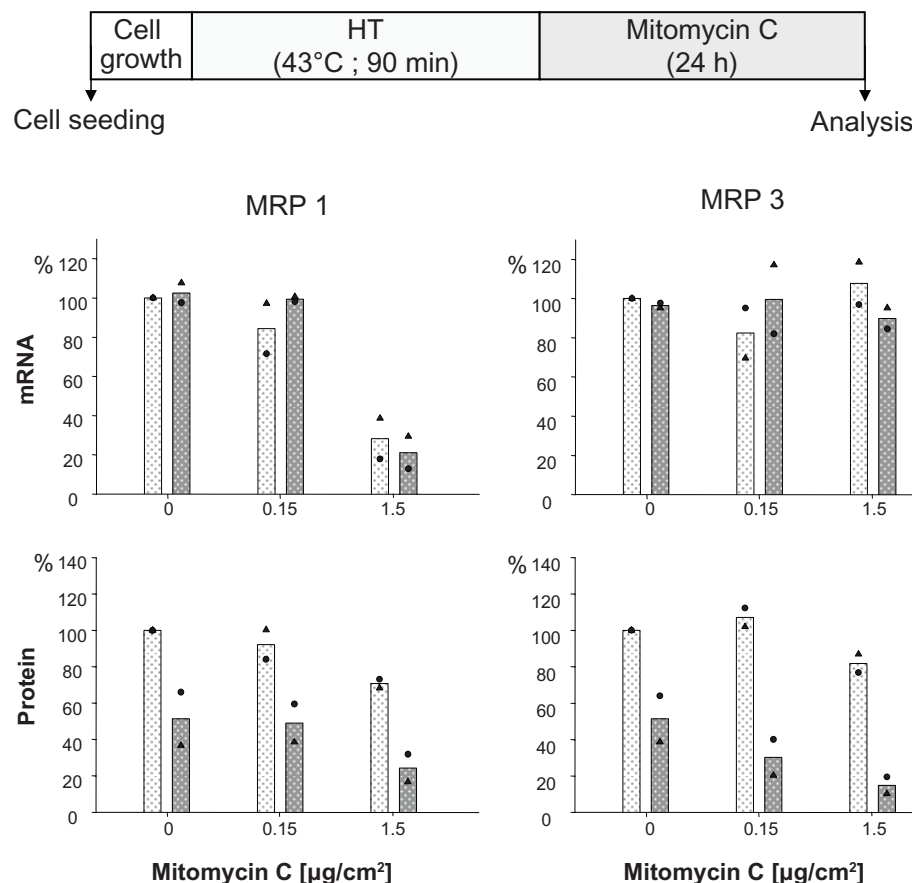 Cell growth
HT (43°C ; 90 min)
Mitomycin C (24 h)
Cell seeding
Analysis
MRP 1
MRP 3
%
120
100
80
60
40
20
0
mRNA
0 0.15 1.5
%
120
100
80
60
40
20
0
0 0.15 1.5
%
140
120
100
80
60
40
20
0
Protein
0 0.15 1.5
Mitomycin C [µg/cm²]
%
140
120
100
80
60
40
20
0
0 0.15 1.5
Mitomycin C [µg/cm²]